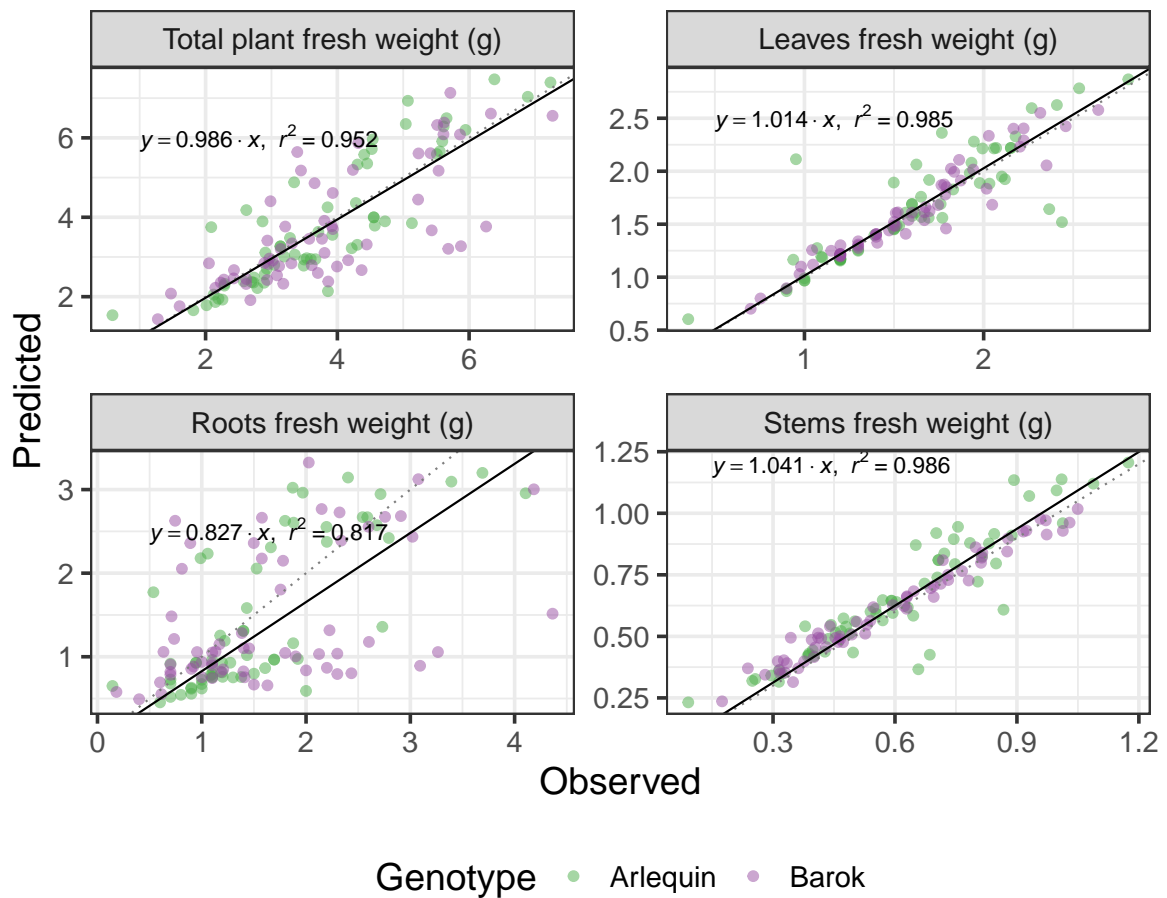 Total plant fresh weight (g)
Leaves fresh weight (g)
y = 0.986 · x, r² = 0.952
y = 1.014 · x, r² = 0.985
6
4
2
2.5
2.0
1.5
1.0
0.5
2 4 6
1 2
Predicted
Roots fresh weight (g)
Stems fresh weight (g)
y = 0.827 · x, r² = 0.817
y = 1.041 · x, r² = 0.986
3
2
1
1.25
1.00
0.75
0.50
0.25
0 1 2 3 4
0.3 0.6 0.9 1.2
Observed
Genotype Arlequin Barok